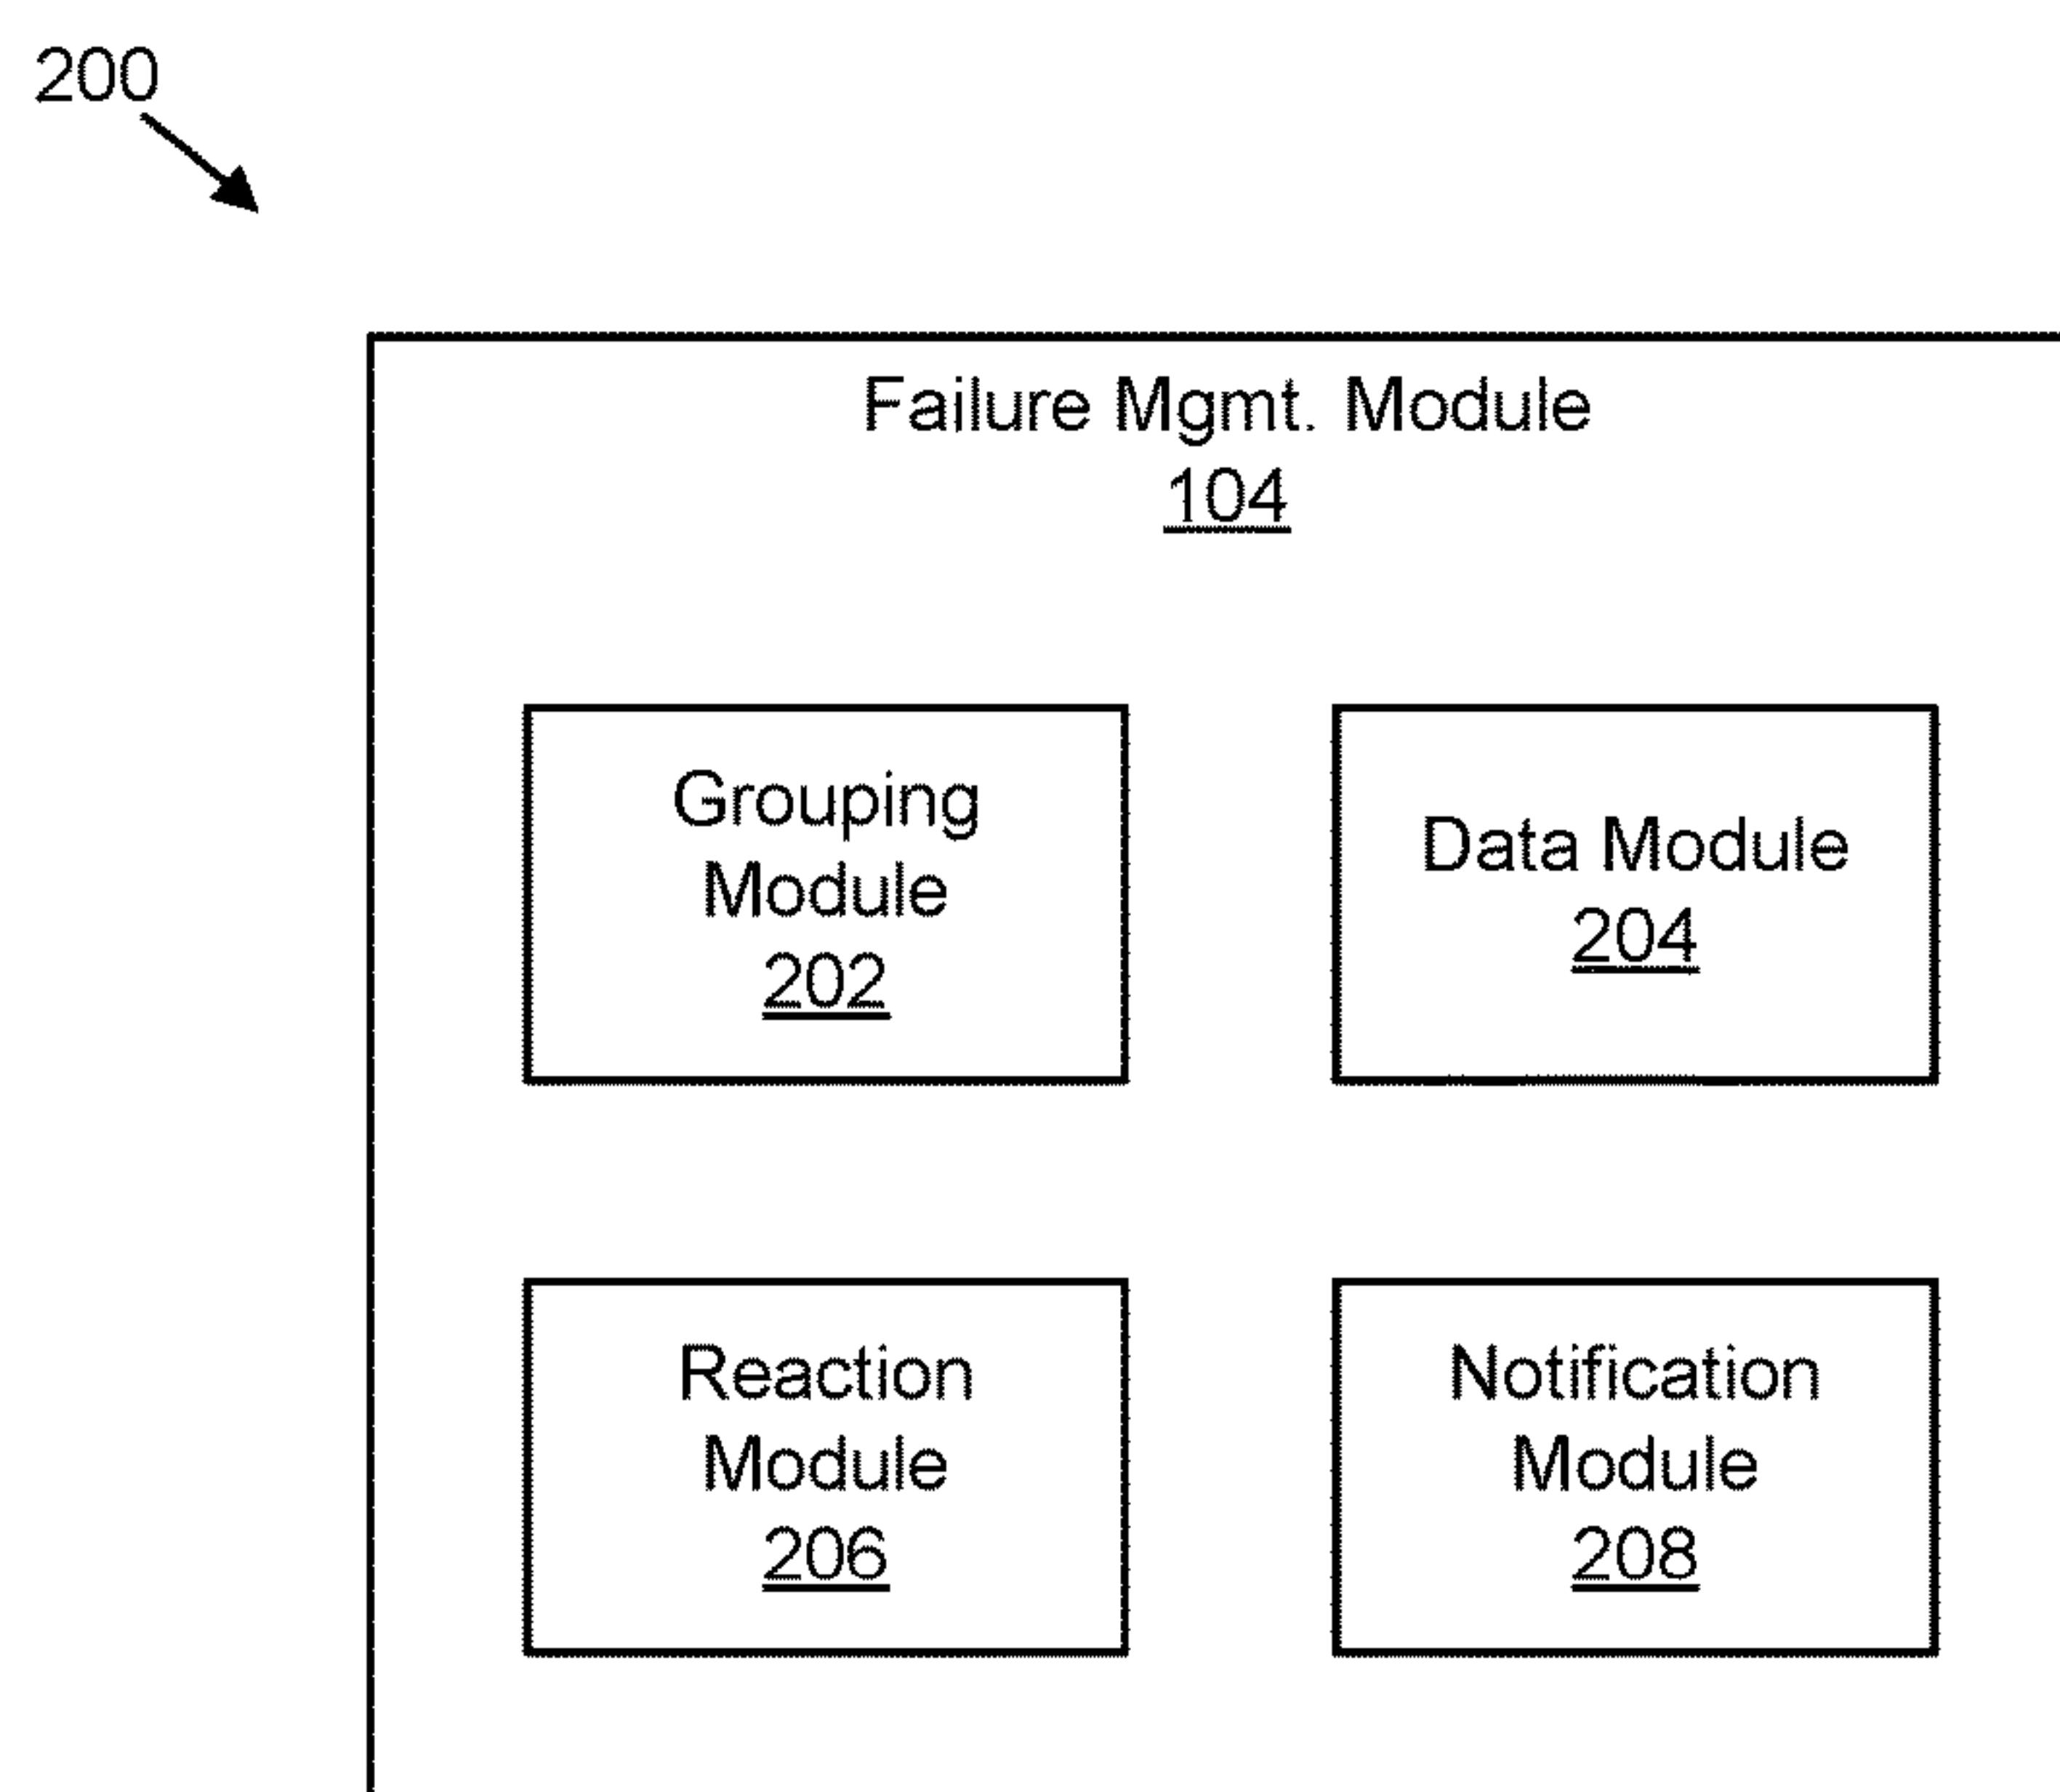 200
Failure Mgmt. Module
104
Grouping
Module
202
Data Module
204
Reaction
Module
206
Notification
Module
208